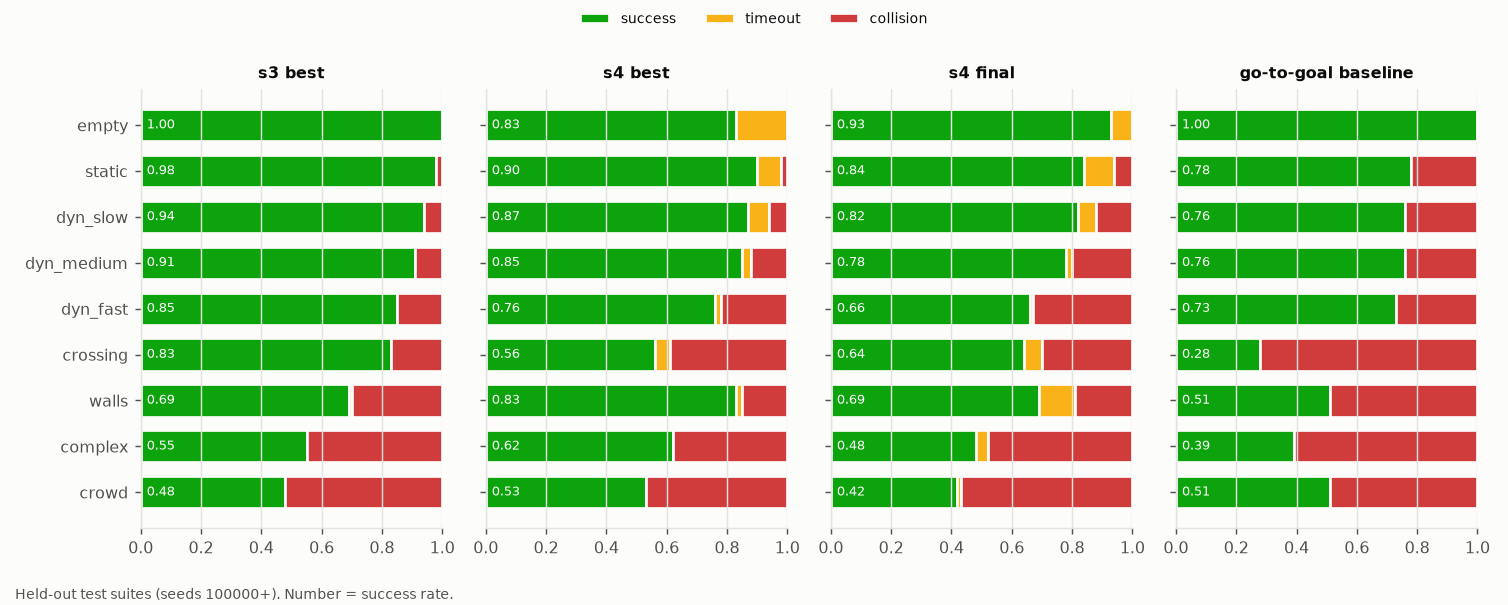 success timeout collision
s3 best s4 best s4 final go-to-goal baseline
empty 1.00 0.83 0.93 1.00
static 0.98 0.90 0.84 0.78
dyn_slow 0.94 0.87 0.82 0.76
dyn_medium 0.91 0.85 0.78 0.76
dyn_fast 0.85 0.76 0.66 0.73
crossing 0.83 0.56 0.64 0.28
walls 0.69 0.83 0.69 0.51
complex 0.55 0.62 0.48 0.39
crowd 0.48 0.53 0.42 0.51
0.0 0.2 0.4 0.6 0.8 1.0 0.0 0.2 0.4 0.6 0.8 1.0 0.0 0.2 0.4 0.6 0.8 1.0 0.0 0.2 0.4 0.6 0.8 1.0
Held-out test suites (seeds 100000+). Number = success rate.